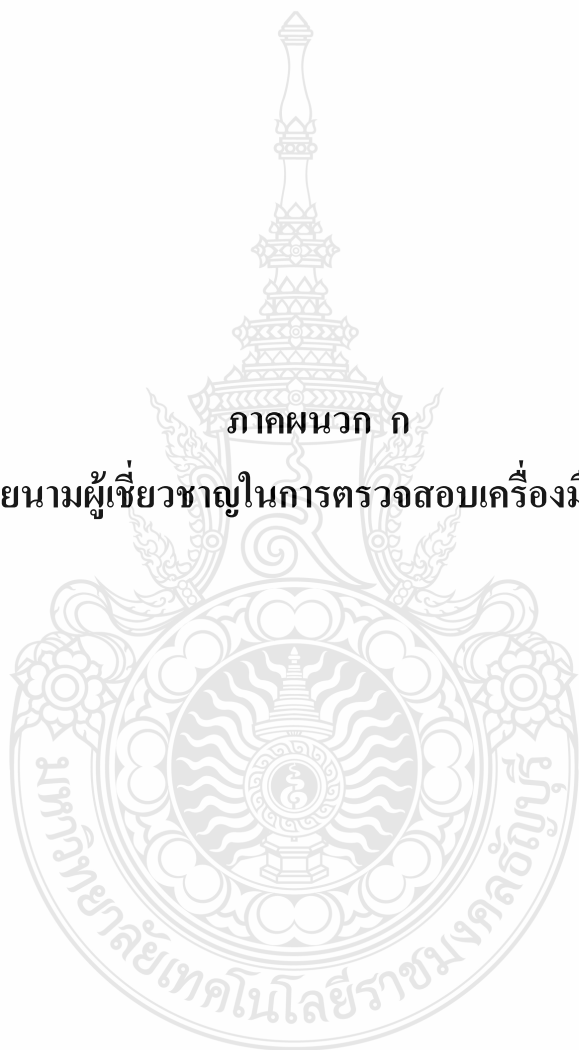 ภาคผนวก ก
ยนามผู้เชี่ยวชาญในการตรวจสอบเครื่องมื
มหาวิทยาลัยเทคโนโลยีราชมงคลธัญบุรี